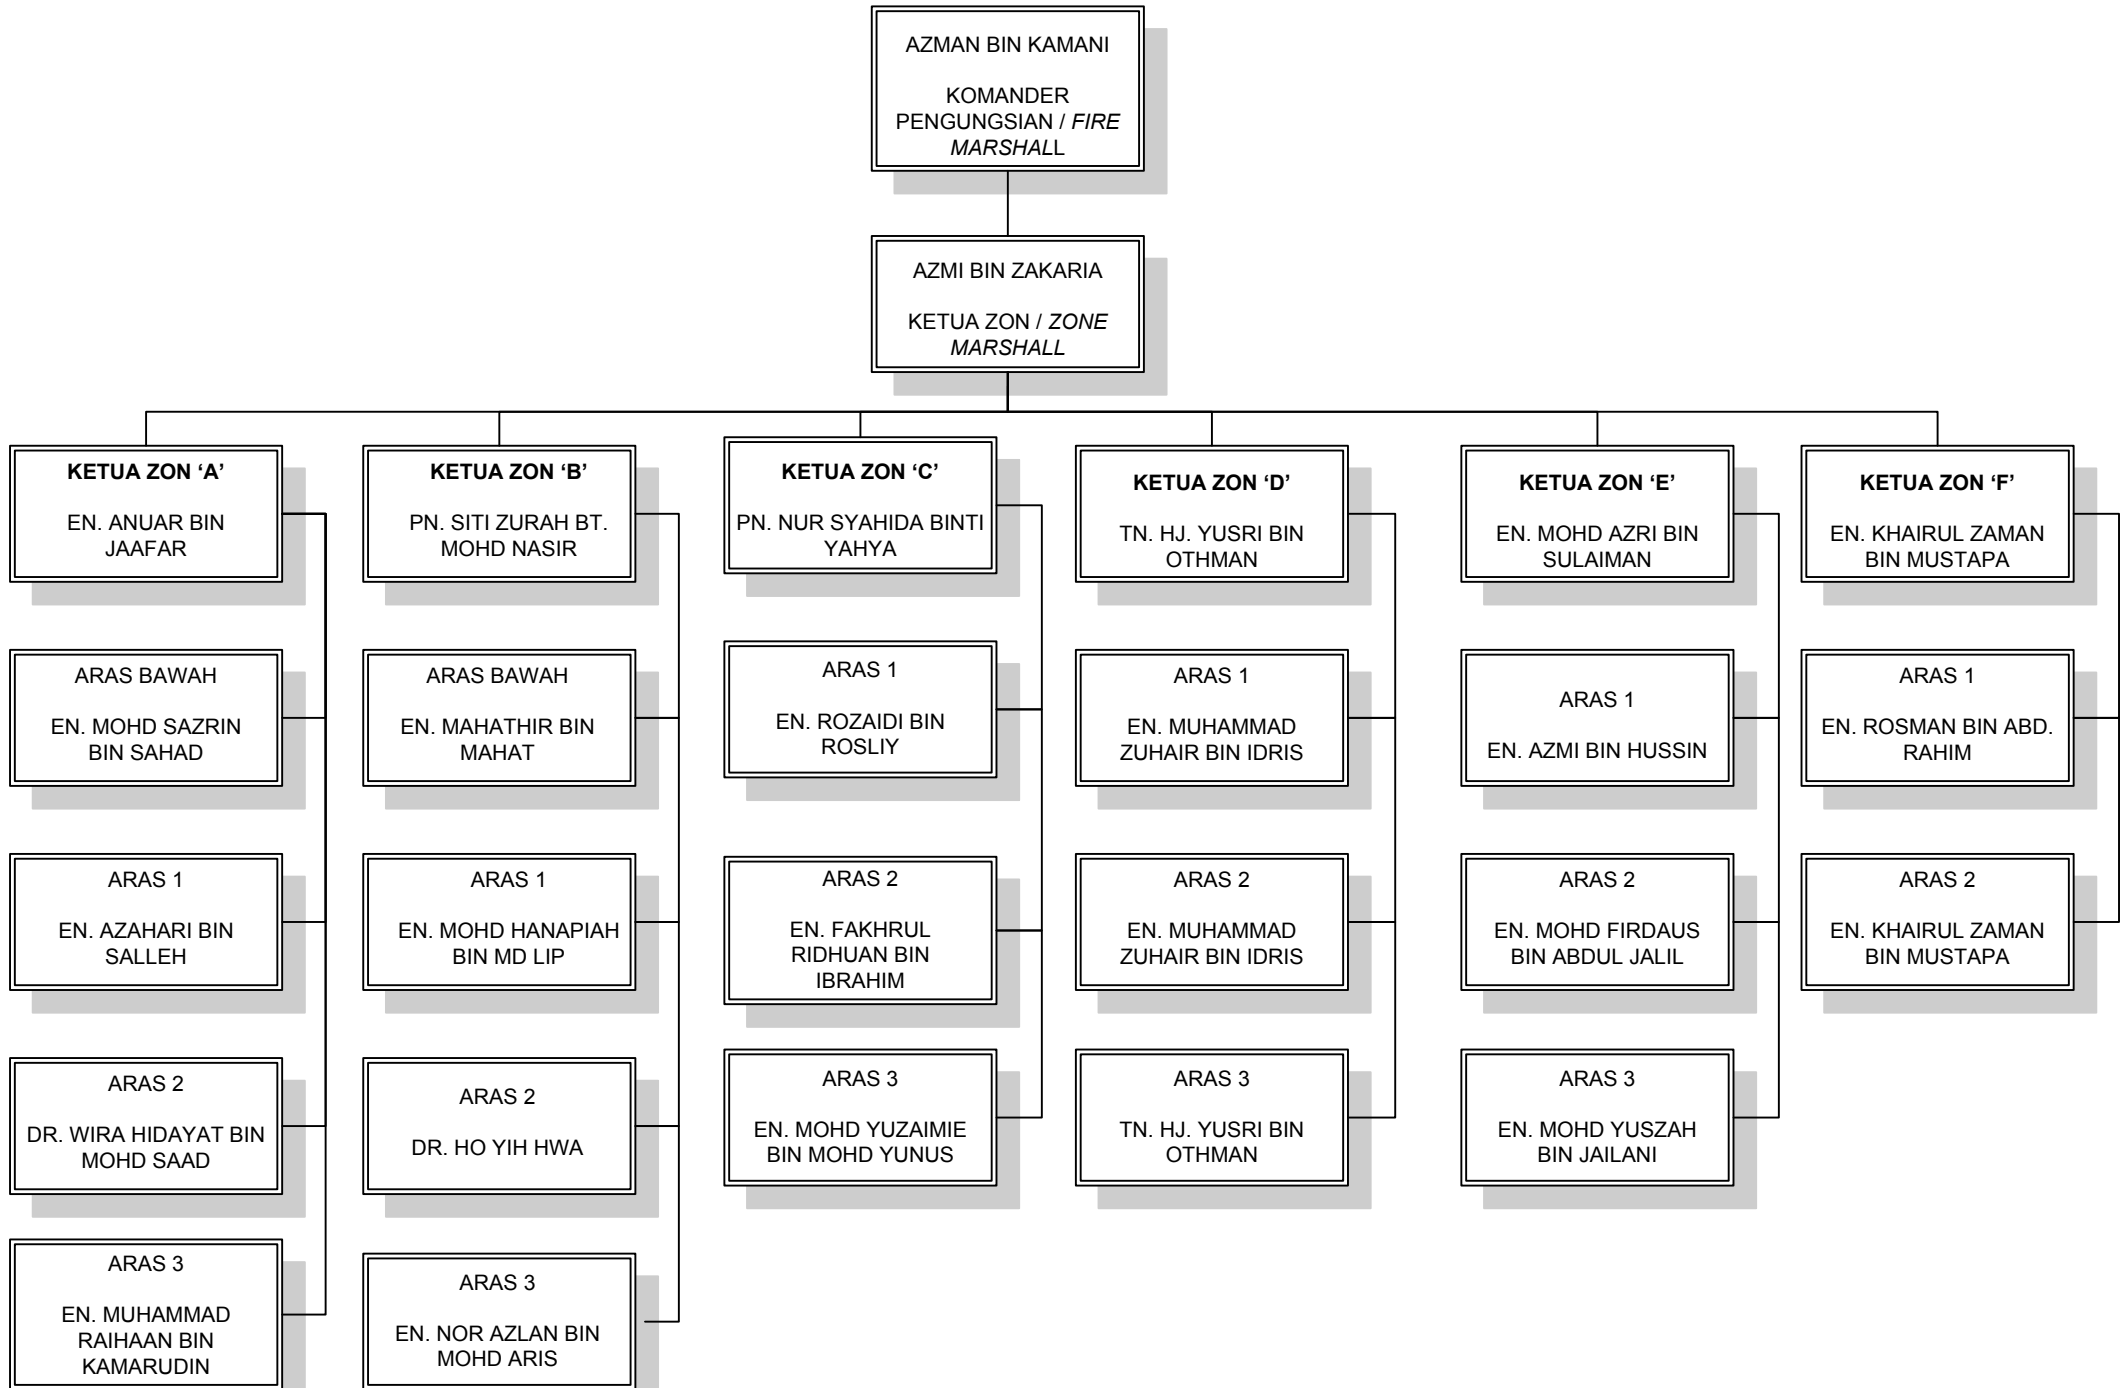 AZMAN BIN KAMANI
KOMANDER
PENGUNGSIAN / FIRE
MARSHALL
AZMI BIN ZAKARIA
KETUA ZON / ZONE
MARSHALL
KETUA ZON ‘A’
EN. ANUAR BIN
JAAFAR
ARAS BAWAH
EN. MOHD SAZRIN
BIN SAHAD
ARAS 1
EN. AZAHARI BIN
SALLEH
ARAS 2
DR. WIRA HIDAYAT BIN
MOHD SAAD
ARAS 3
EN. MUHAMMAD
RAIHAAN BIN
KAMARUDIN
KETUA ZON ‘B’
PN. SITI ZURAH BT.
MOHD NASIR
ARAS BAWAH
EN. MAHATHIR BIN
MAHAT
ARAS 1
EN. MOHD HANAPIAH
BIN MD LIP
ARAS 2
DR. HO YIH HWA
ARAS 3
EN. NOR AZLAN BIN
MOHD ARIS
KETUA ZON ‘C’
PN. NUR SYAHIDA BINTI
YAHYA
ARAS 1
EN. ROZAIDI BIN
ROSLIY
ARAS 2
EN. FAKHRUL
RIDHUAN BIN
IBRAHIM
ARAS 3
EN. MOHD YUZAIMIE
BIN MOHD YUNUS
KETUA ZON ‘D’
TN. HJ. YUSRI BIN
OTHMAN
ARAS 1
EN. MUHAMMAD
ZUHAIR BIN IDRIS
ARAS 2
EN. MUHAMMAD
ZUHAIR BIN IDRIS
ARAS 3
TN. HJ. YUSRI BIN
OTHMAN
KETUA ZON ‘E’
EN. MOHD AZRI BIN
SULAIMAN
ARAS 1
EN. AZMI BIN HUSSIN
ARAS 2
EN. MOHD FIRDAUS
BIN ABDUL JALIL
ARAS 3
EN. MOHD YUSZAH
BIN JAILANI
KETUA ZON ‘F’
EN. KHAIRUL ZAMAN
BIN MUSTAPA
ARAS 1
EN. ROSMAN BIN ABD.
RAHIM
ARAS 2
EN. KHAIRUL ZAMAN
BIN MUSTAPA